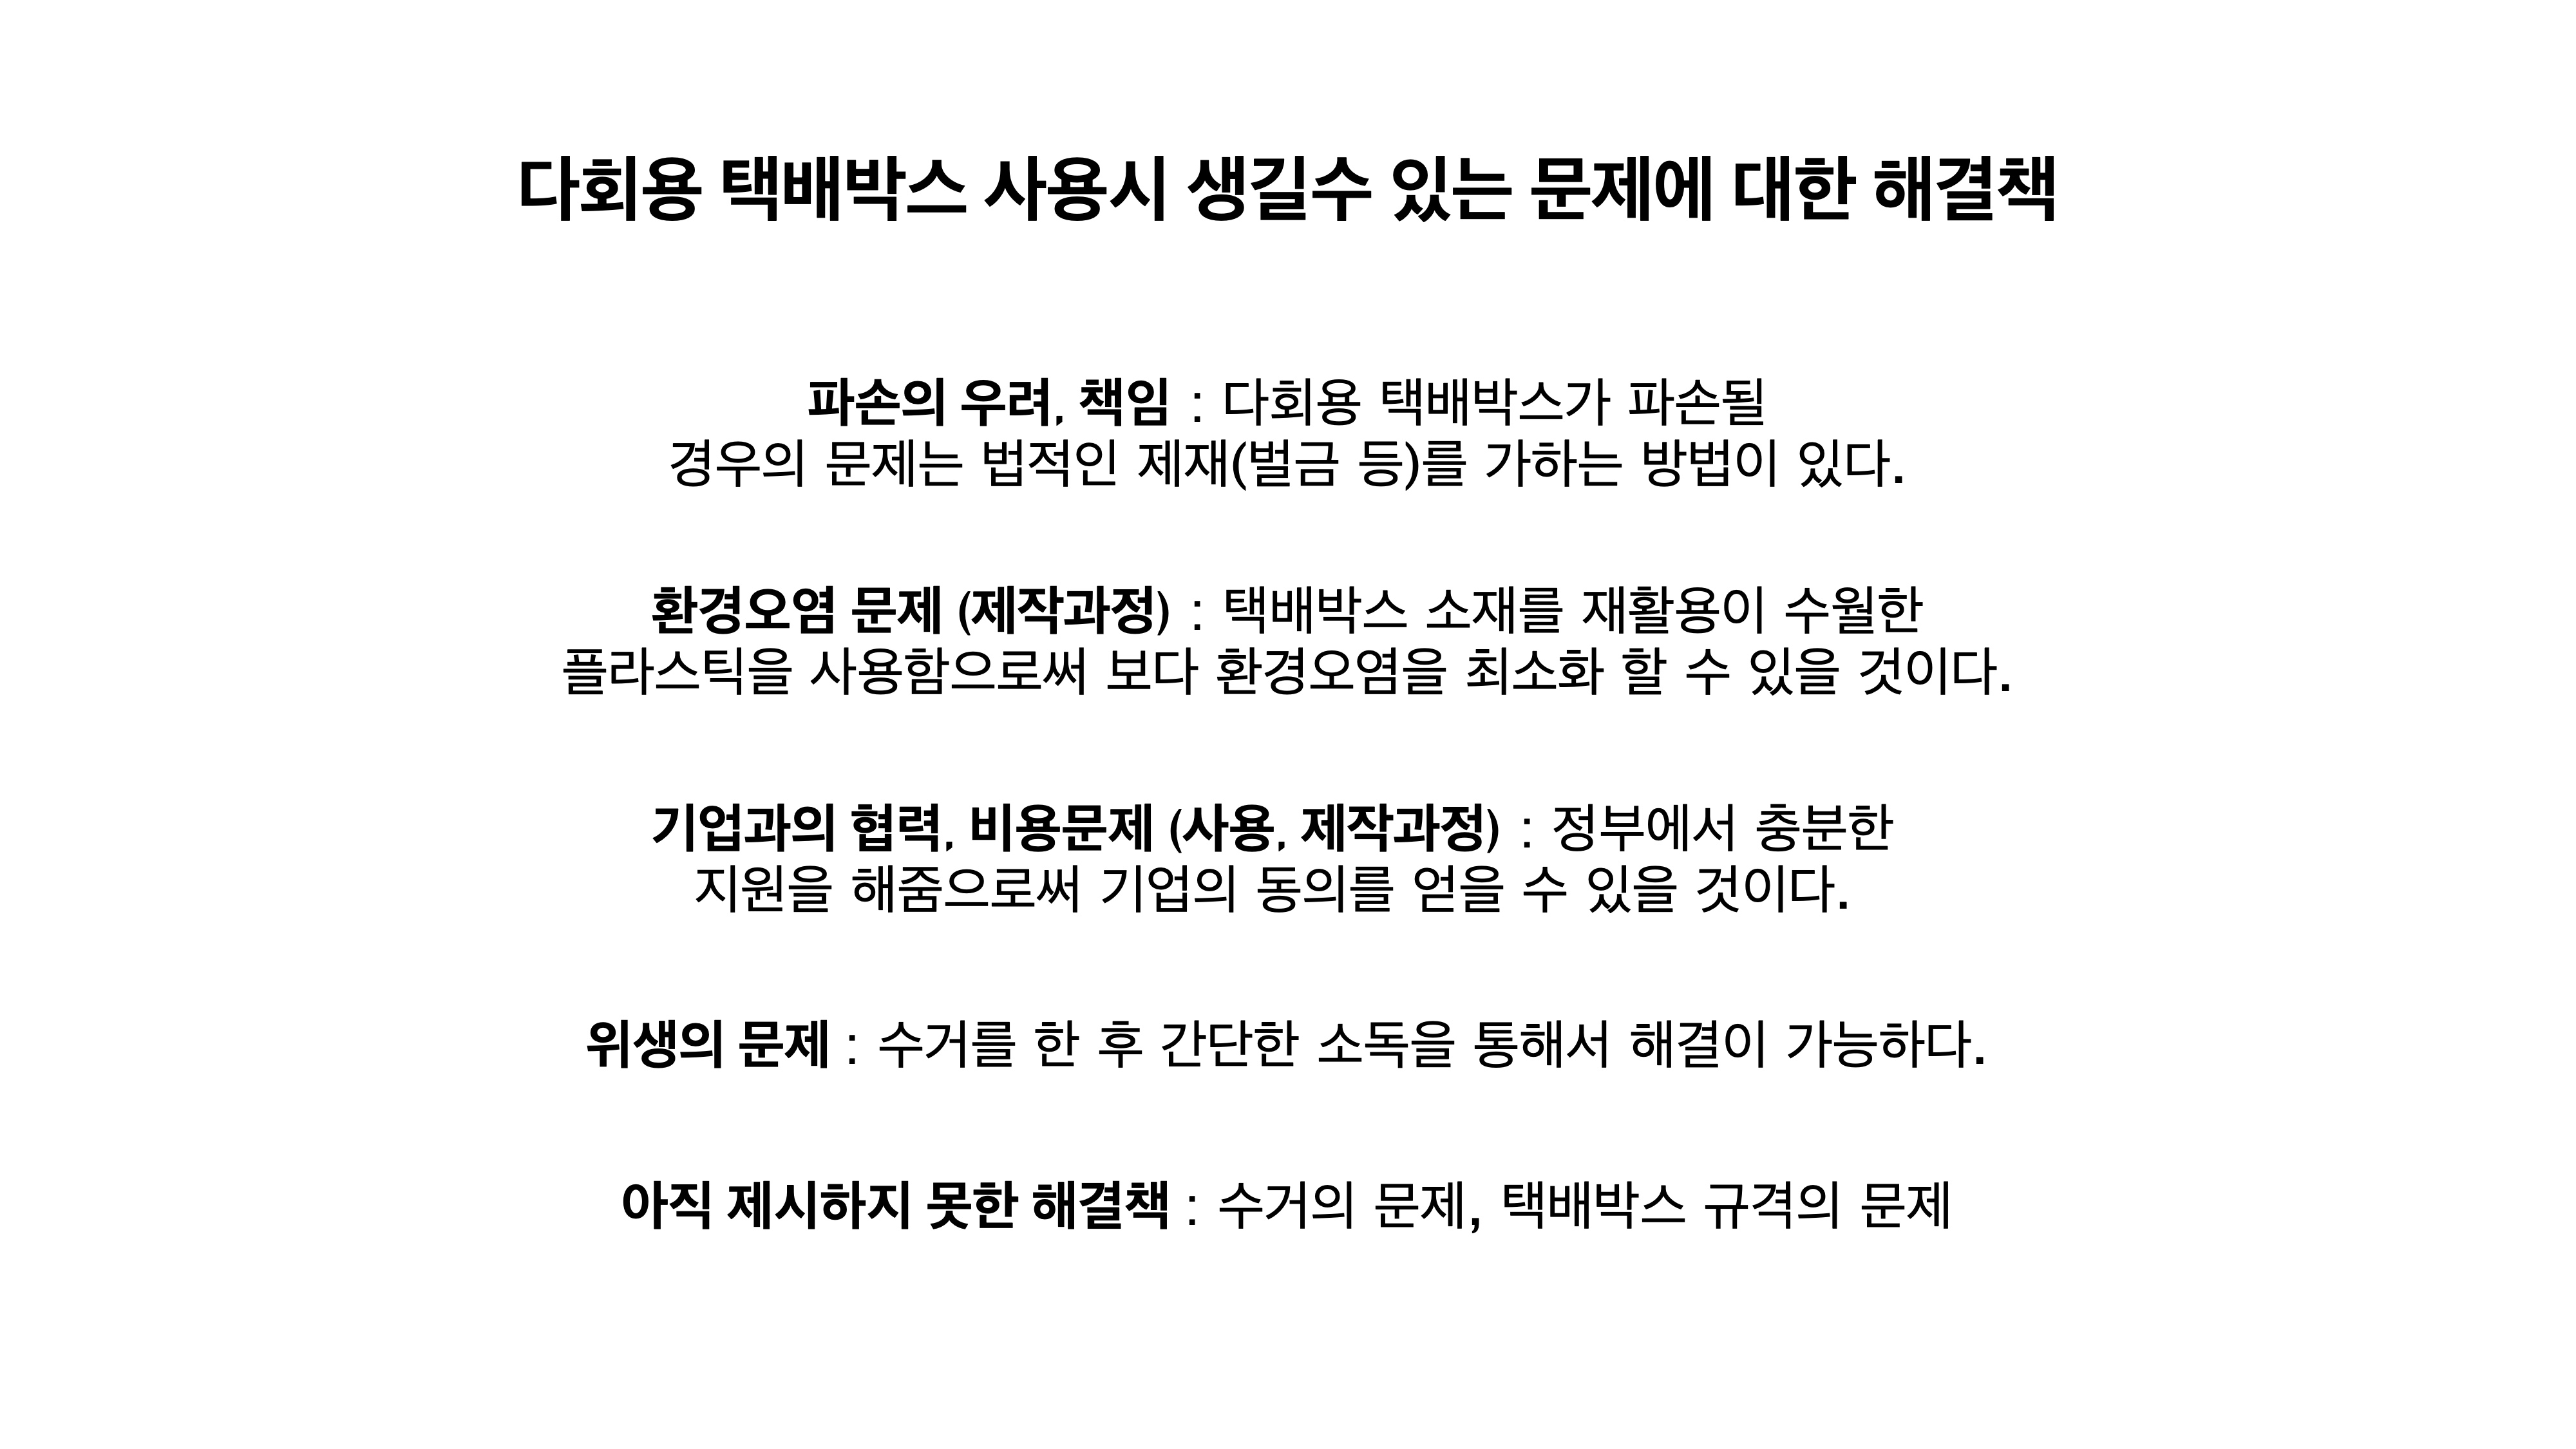 다회용 택배박스 사용시 생길수 있는 문제에 대한 해결책
파손의 우려, 책임 : 다회용 택배박스가 파손될
경우의 문제는 법적인 제재(벌금 등)를 가하는 방법이 있다.
환경오염 문제 (제작과정) : 택배박스 소재를 재활용이 수월한
플라스틱을 사용함으로써 보다 환경오염을 최소화 할 수 있을 것이다.
기업과의 협력, 비용문제 (사용, 제작과정) : 정부에서 충분한
지원을 해줌으로써 기업의 동의를 얻을 수 있을 것이다.
위생의 문제 : 수거를 한 후 간단한 소독을 통해서 해결이 가능하다.
아직 제시하지 못한 해결책 : 수거의 문제, 택배박스 규격의 문제